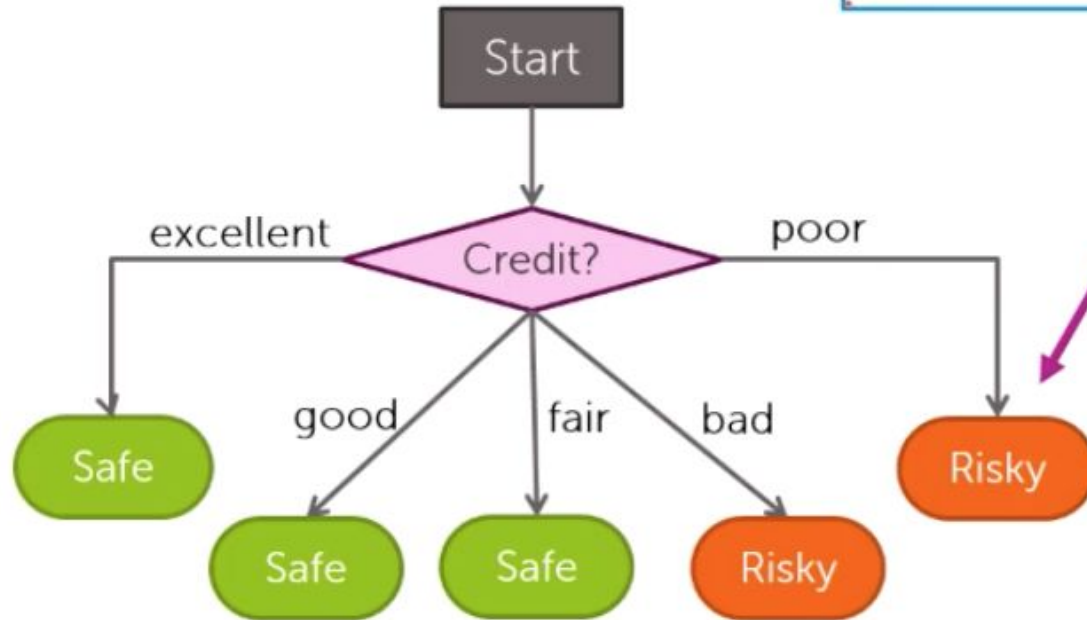 Start
Credit?
excellent
poor
good
fair
bad
Safe
Risky
Safe
Safe
Risky